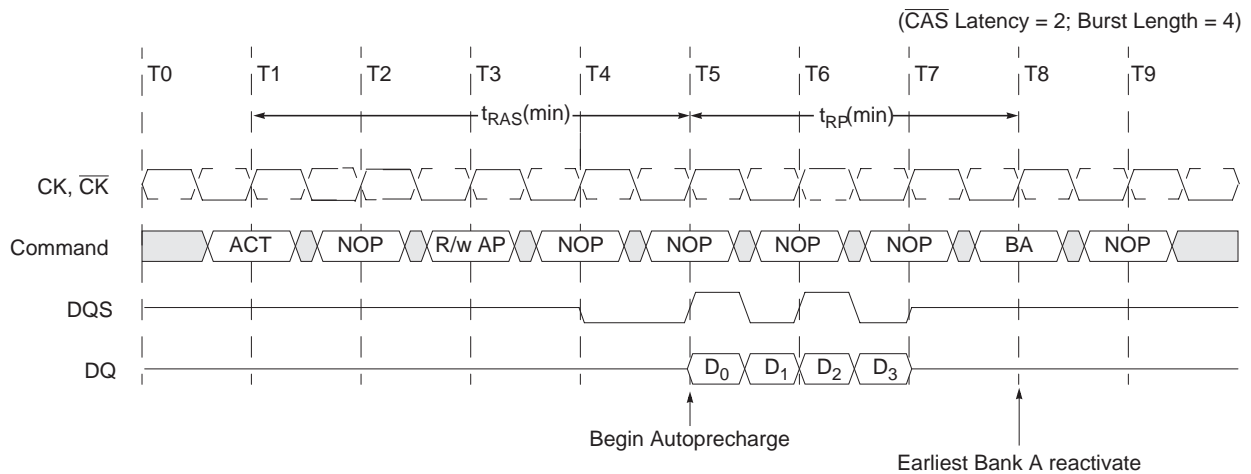 (CAS Latency = 2; Burst Length = 4)
T0 T1 T2 T3 T4 T5 T6 T7 T8 T9
tRAS(min) tRP(min)
CK, CK
Command ACT NOP R/w AP NOP NOP NOP NOP BA NOP
DQS
DQ D0 D1 D2 D3
Begin Autoprecharge
Earliest Bank A reactivate